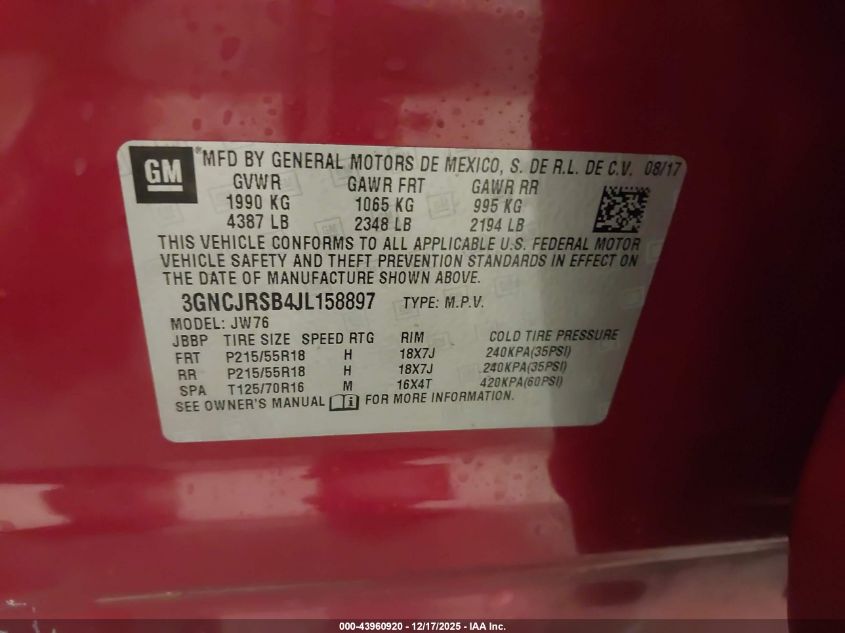 GM
*MFD BY GENERAL MOTORS DE MEXICO, S. DE R.L. DE C.V. 08/17
GVWR GAWR FRT GAWR RR
1990 KG 1065 KG 995 KG
4387 LB 2348 LB 2194 LB
THIS VEHICLE CONFORMS TO ALL APPLICABLE U.S. FEDERAL MOTOR
VEHICLE SAFETY AND THEFT PREVENTION STANDARDS IN EFFECT ON
THE DATE OF MANUFACTURE SHOWN ABOVE.
3GNCJRSB4JL158897 TYPE: M.P.V.
MODEL: JW76
JBBP TIRE SIZE SPEED RTG RIM COLD TIRE PRESSURE
FRT P215/55R18 H 18X7J 240KPA(35PSI)
RR P215/55R18 H 18X7J 240KPA(35PSI)
SPA T125/70R16 M 16X4T 420KPA(60PSI)
SEE OWNER'S MANUAL i FOR MORE INFORMATION.
000-43960920 - 12/17/2025 - IAA Inc.